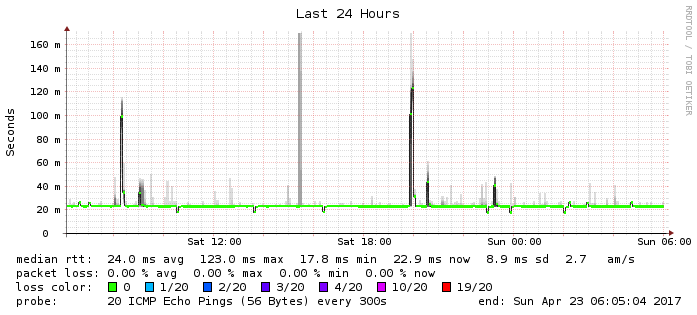 Last 24 Hours
RRDTOOL / TOBI OETIKER
Seconds
160 m
140 m
120 m
100 m
80 m
60 m
40 m
20 m
0
Sat 12:00 Sat 18:00 Sun 00:00 Sun 06:00
median rtt: 24.0 ms avg 123.0 ms max 17.8 ms min 22.9 ms now 8.9 ms sd 2.7 am/s
packet loss: 0.00 % avg 0.00 % max 0.00 % min 0.00 % now
loss color: 0 1/20 2/20 3/20 4/20 10/20 19/20
probe: 20 ICMP Echo Pings (56 Bytes) every 300s end: Sun Apr 23 06:05:04 2017